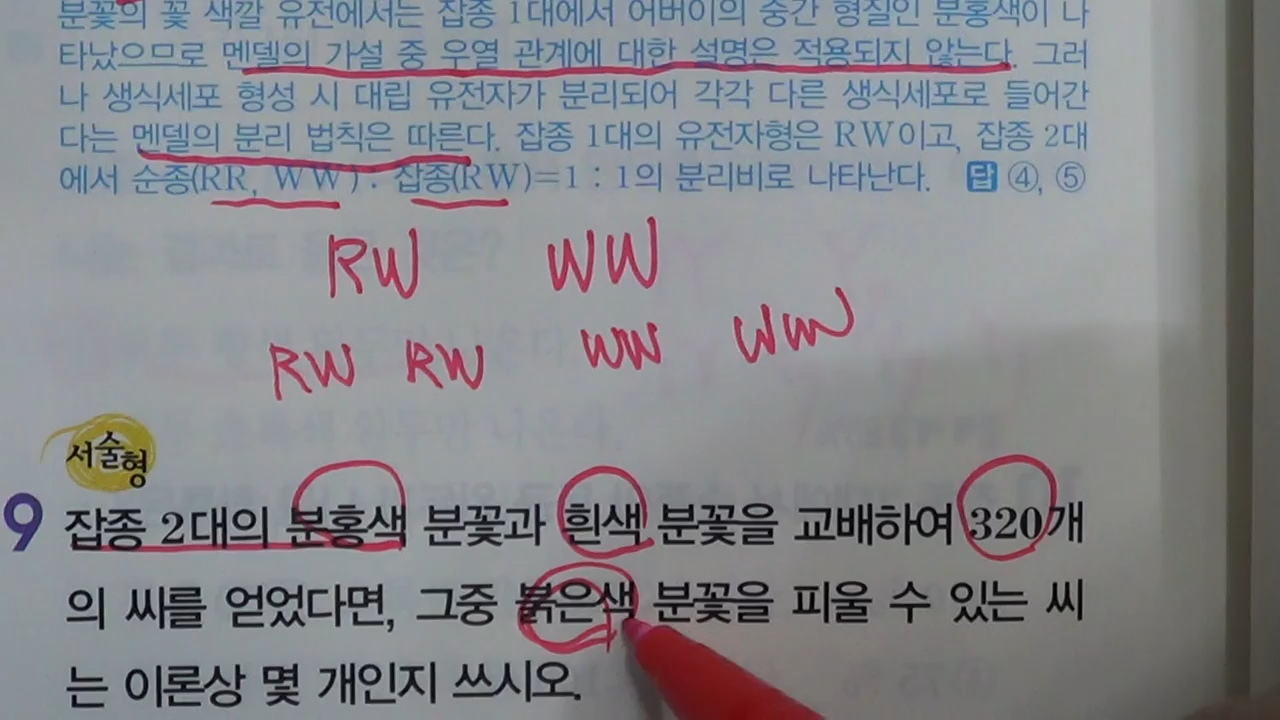 분꽃의 꽃 색깔 유전에서는 잡종 1대에서 어버이의 중간 형질인 분홍색이 나
타났으므로 멘델의 가설 중 우열 관계에 대한 설명은 적용되지 않는다. 그러
나 생식세포 형성 시 대립 유전자가 분리되어 각각 다른 생식세포로 들어간
다는 멘델의 분리 법칙은 따른다. 잡종 1대의 유전자형은 RW이고, 잡종 2대
에서 순종(RR, WW) : 잡종(RW)=1 : 1의 분리비로 나타난다. 답 ④, ⑤
RW WW
RW RW WW WW
서술형
9 잡종 2대의 분홍색 분꽃과 흰색 분꽃을 교배하여 320개
의 씨를 얻었다면, 그중 붉은색 분꽃을 피울 수 있는 씨
는 이론상 몇 개인지 쓰시오.